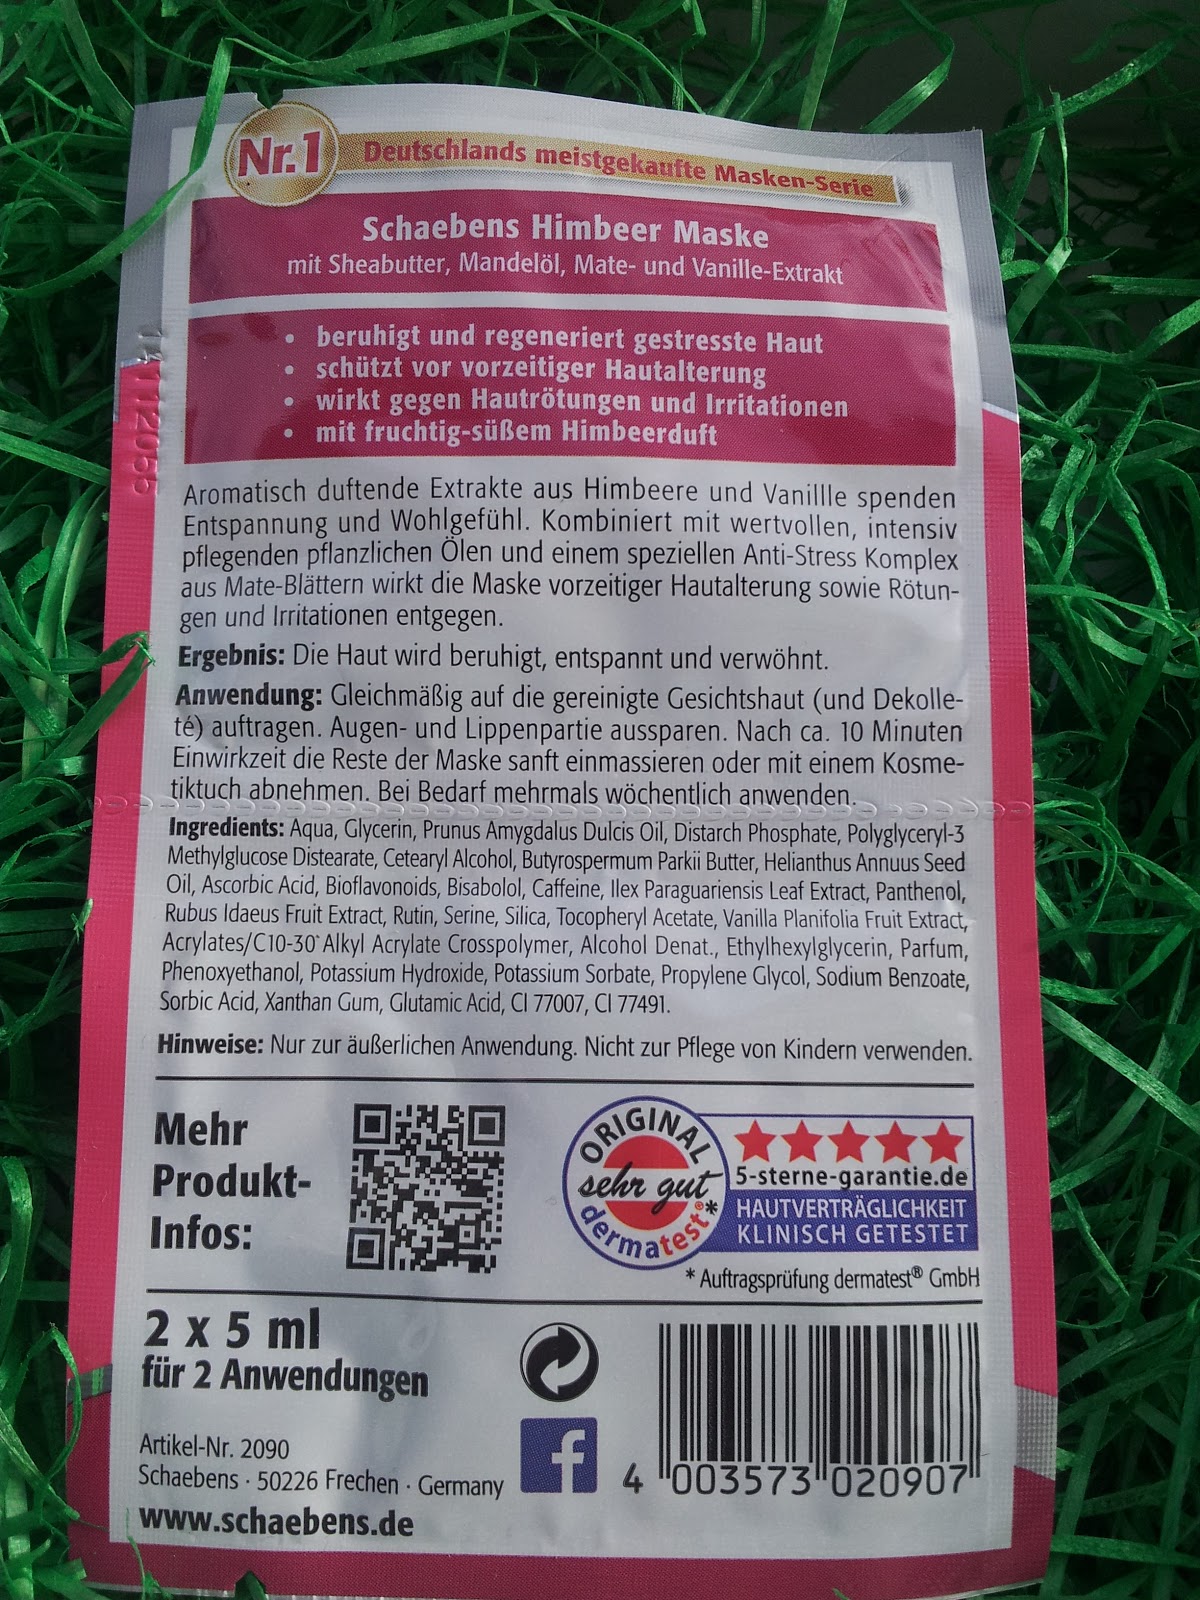 Nr.1
Deutschlands meistgekaufte Masken-Serie
Schaebens Himbeer Maske
mit Sheabutter, Mandelöl, Mate- und Vanille-Extrakt
• beruhigt und regeneriert gestresste Haut
• schützt vor vorzeitiger Hautalterung
• wirkt gegen Hautrötungen und Irritationen
• mit fruchtig-süßem Himbeerduft
Aromatisch duftende Extrakte aus Himbeere und Vanillle spenden
Entspannung und Wohlgefühl. Kombiniert mit wertvollen, intensiv
pflegenden pflanzlichen Ölen und einem speziellen Anti-Stress Komplex
aus Mate-Blättern wirkt die Maske vorzeitiger Hautalterung sowie Rötun-
gen und Irritationen entgegen.
Ergebnis: Die Haut wird beruhigt, entspannt und verwöhnt.
Anwendung: Gleichmäßig auf die gereinigte Gesichtshaut (und Dekolle-
té) auftragen. Augen- und Lippenpartie aussparen. Nach ca. 10 Minuten
Einwirkzeit die Reste der Maske sanft einmassieren oder mit einem Kosme-
tiktuch abnehmen. Bei Bedarf mehrmals wöchentlich anwenden.
Ingredients: Aqua, Glycerin, Prunus Amygdalus Dulcis Oil, Distarch Phosphate, Polyglyceryl-3
Methylglucose Distearate, Cetearyl Alcohol, Butyrospermum Parkii Butter, Helianthus Annuus Seed
Oil, Ascorbic Acid, Bioflavonoids, Bisabolol, Caffeine, Ilex Paraguariensis Leaf Extract, Panthenol,
Rubus Idaeus Fruit Extract, Rutin, Serine, Silica, Tocopheryl Acetate, Vanilla Planifolia Fruit Extract,
Acrylates/C10-30 Alkyl Acrylate Crosspolymer, Alcohol Denat., Ethylhexylglycerin, Parfum,
Phenoxyethanol, Potassium Hydroxide, Potassium Sorbate, Propylene Glycol, Sodium Benzoate,
Sorbic Acid, Xanthan Gum, Glutamic Acid, CI 77007, CI 77491.
Hinweise: Nur zur äußerlichen Anwendung. Nicht zur Pflege von Kindern verwenden.
Mehr
Produkt-
Infos:
ORIGINAL
sehr gut*
dermatest®
5-sterne-garantie.de
HAUTVERTRÄGLICHKEIT
KLINISCH GETESTET
* Auftragsprüfung dermatest® GmbH
2 x 5 ml
für 2 Anwendungen
Artikel-Nr. 2090
Schaebens · 50226 Frechen · Germany
www.schaebens.de
f
4 003573 020907